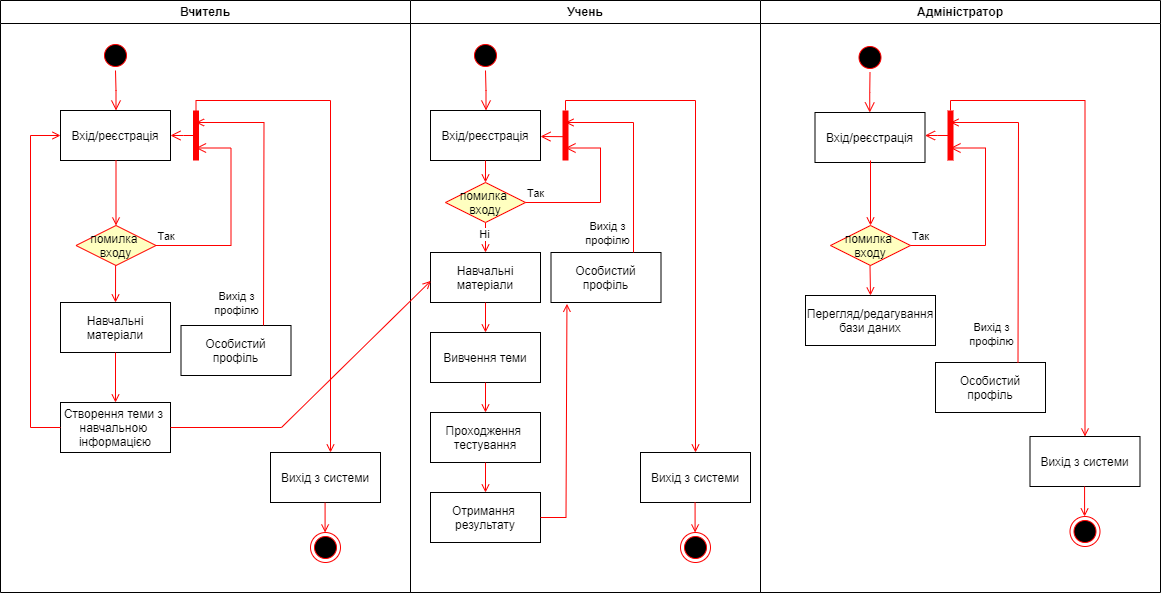 Вчитель
Учень
Адміністратор
Вхід/реєстрація
помилка
входу
Так
Навчальні
матеріали
Вихід з
профілю
Особистий
профіль
Створення теми з
навчальною
інформацією
Вихід з системи
Вхід/реєстрація
помилка
входу
Так
Ні
Вихід з
профілю
Навчальні
матеріали
Особистий
профіль
Вивчення теми
Проходження
тестування
Отримання
результату
Вихід з системи
Вхід/реєстрація
помилка
входу
Так
Перегляд/редагування
бази даних
Вихід з
профілю
Особистий
профіль
Вихід з системи